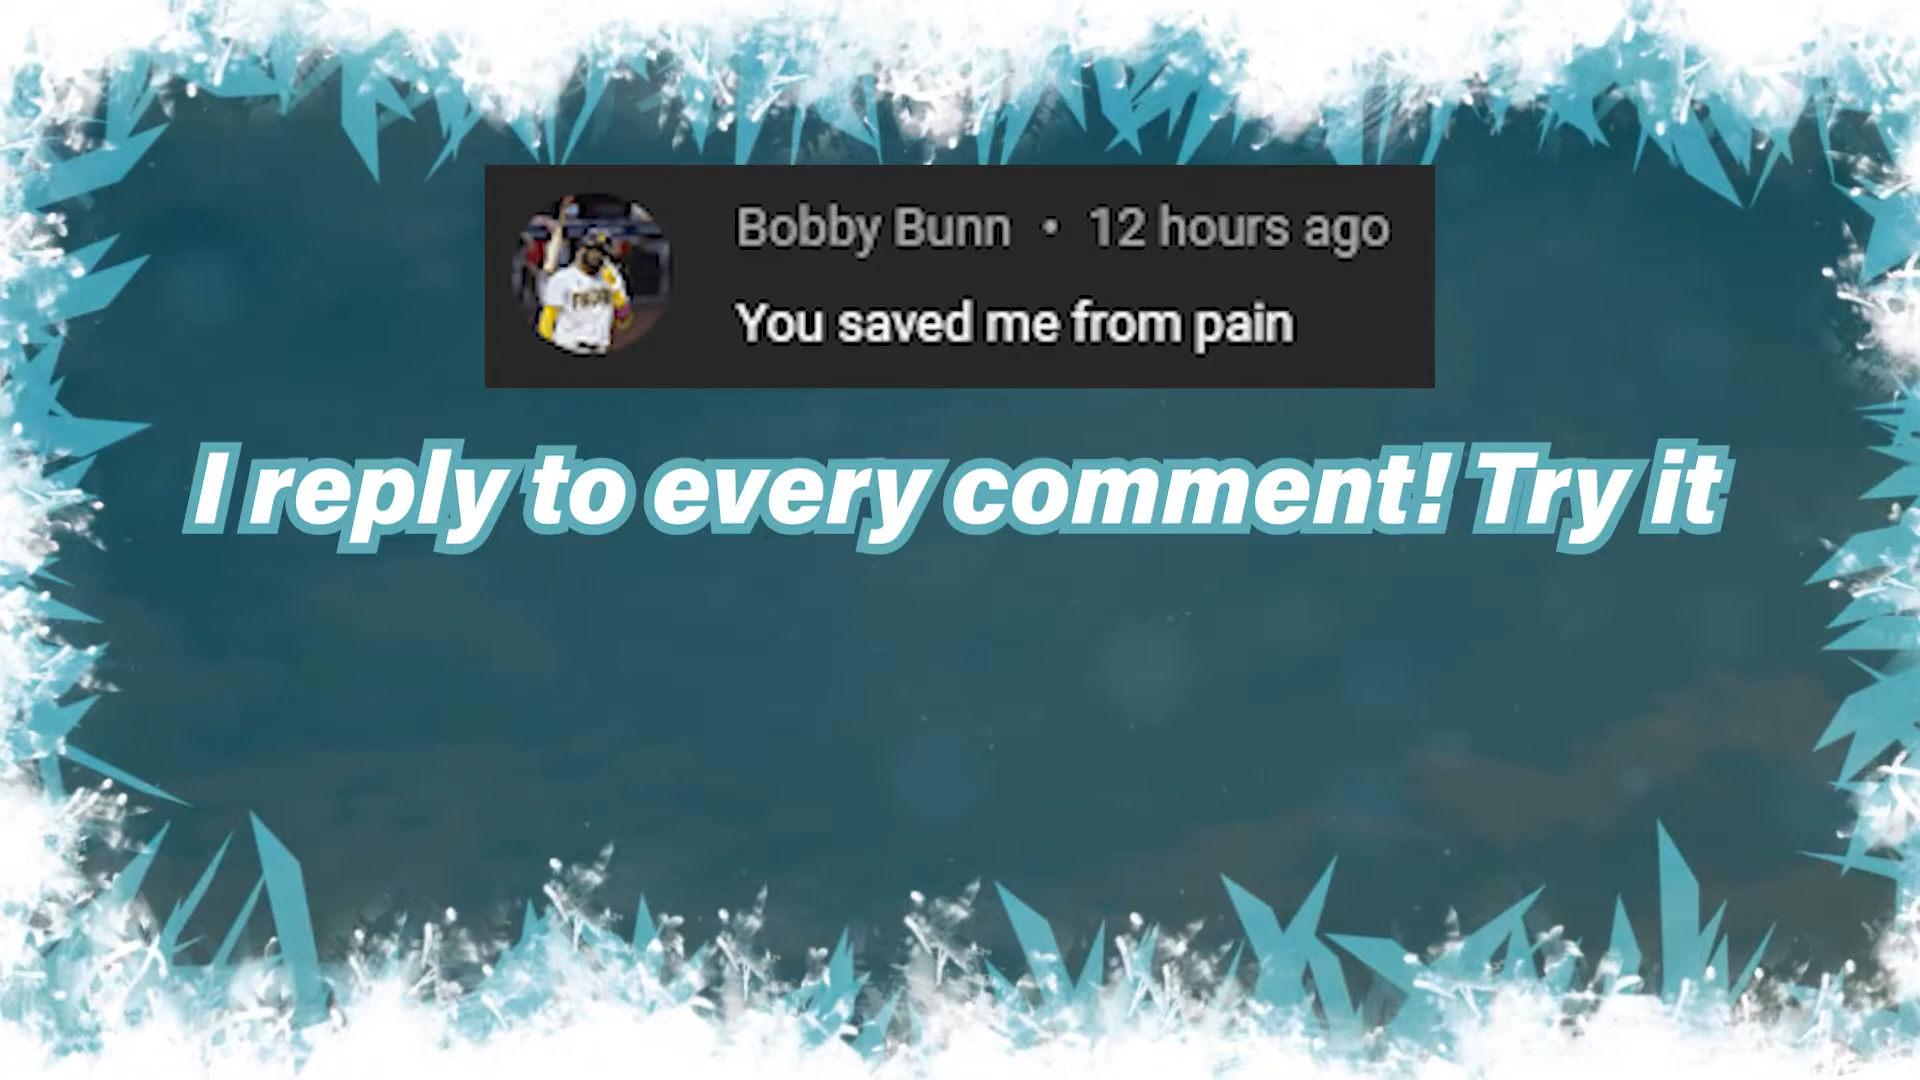 Bobby Bunn • 12 hours ago
You saved me from pain
I reply to every comment! Try it